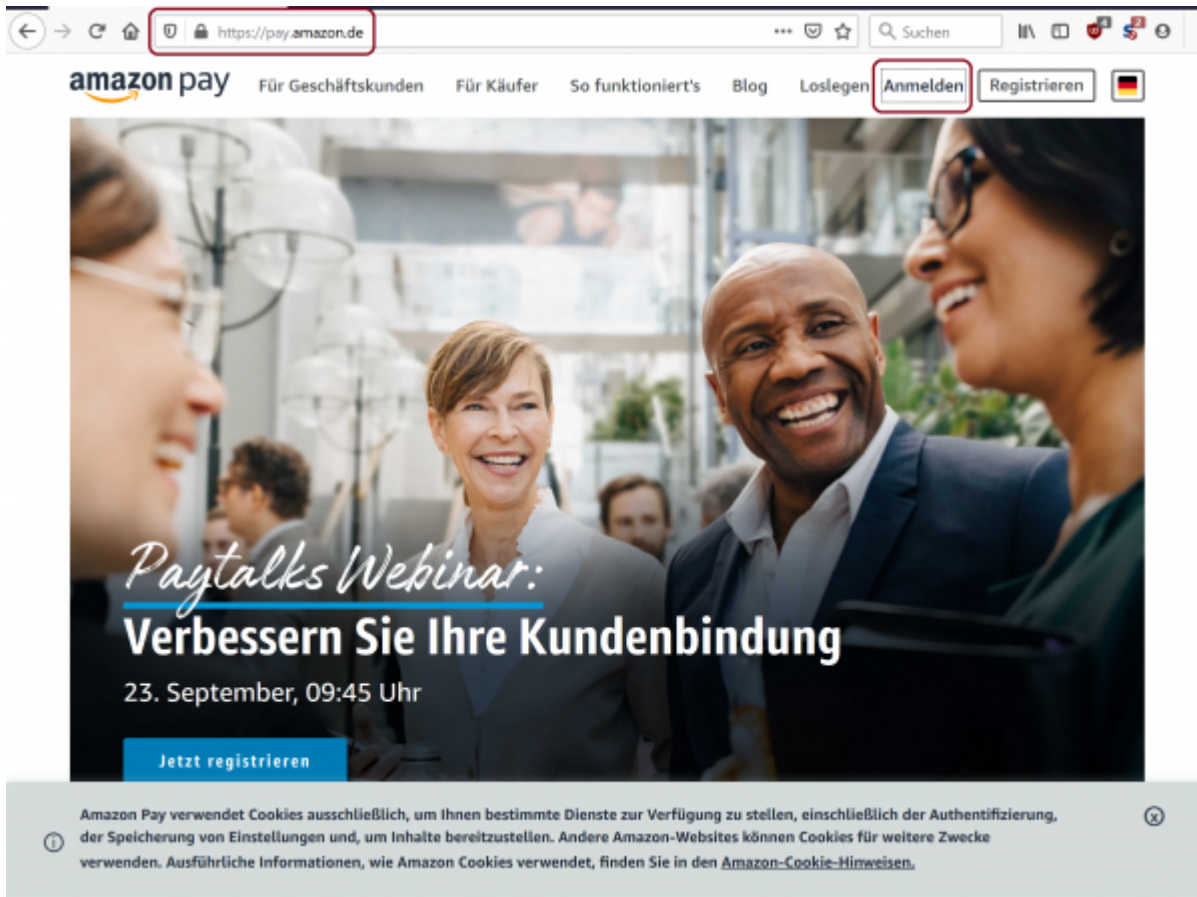 https://pay.amazon.de
Suchen
4
2
amazon pay
Für Geschäftskunden
Für Käufer
So funktioniert's
Blog
Loslegen
Anmelden
Registrieren
Paytalks Webinar:
Verbessern Sie Ihre Kundenbindung
23. September, 09:45 Uhr
Jetzt registrieren
Amazon Pay verwendet Cookies ausschließlich, um Ihnen bestimmte Dienste zur Verfügung zu stellen, einschließlich der Authentifizierung,
der Speicherung von Einstellungen und, um Inhalte bereitzustellen. Andere Amazon-Websites können Cookies für weitere Zwecke
verwenden. Ausführliche Informationen, wie Amazon Cookies verwendet, finden Sie in den Amazon-Cookie-Hinweisen.